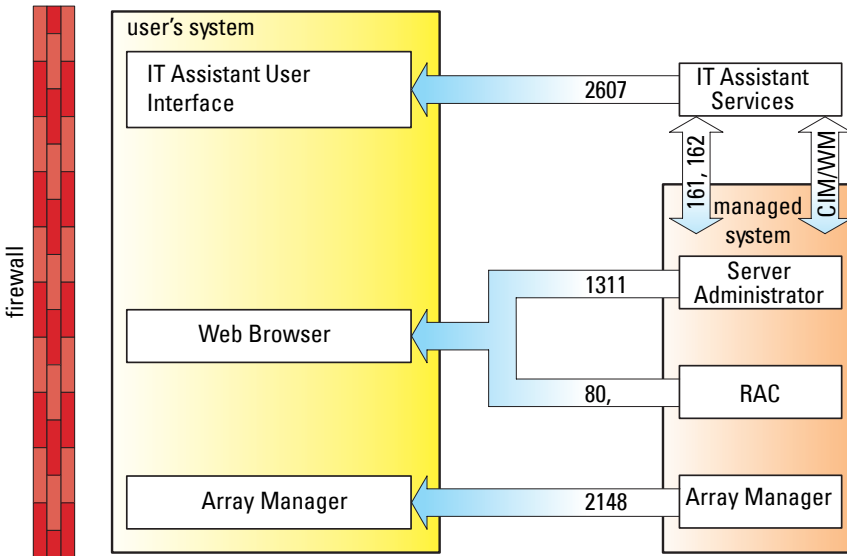 user's system
IT Assistant User
Interface
2607
IT Assistant
Services
161, 162
CIM/WM
managed
system
firewall
1311
Server
Administrator
Web Browser
80,
RAC
Array Manager
2148
Array Manager